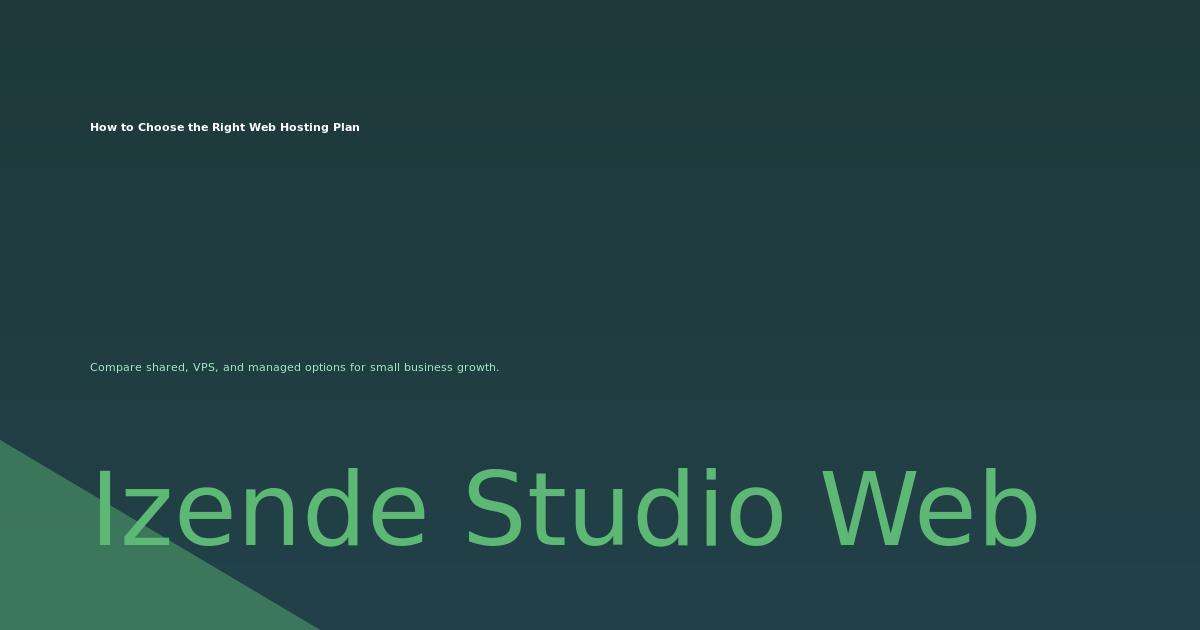 How to Choose the Right Web Hosting Plan
Compare shared, VPS, and managed options for small business growth.
Izende Studio Web